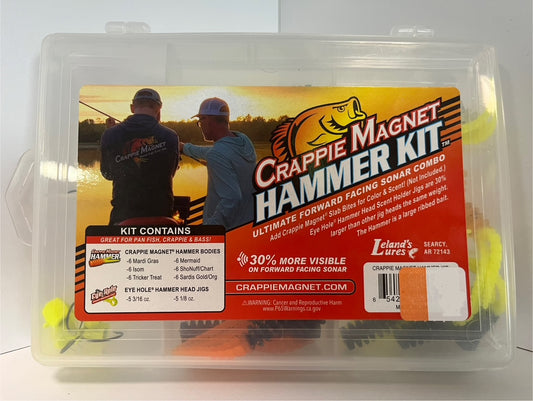 CRAPPIE MAGNET
CRAPPIE MAGNET
HAMMER KIT™
ULTIMATE FORWARD FACING SONAR COMBO
Add Crappie Magnet® Slab Bites for Color & Scent! (Not Included.)
Eye Hole® Hammer Head Scent Holder Jigs are 30%
larger than other jig heads the same weight.
The Hammer is a large ribbed bait.
KIT CONTAINS
GREAT FOR PAN FISH, CRAPPIE & BASS!
HAMMER
CRAPPIE MAGNET® HAMMER BODIES
-6 Mardi Gras
-6 Mermaid
-6 Isom
-6 ShoNuff/Chart
-6 Tricker Treat
-6 Sardis Gold/Org
EYE HOLE® HAMMER HEAD JIGS
-5 3/16 oz.
-5 1/8 oz.
30% MORE VISIBLE
ON FORWARD FACING SONAR
CRAPPIEMAGNET.COM
⚠WARNING: Cancer and Reproductive Harm
www.P65Warnings.ca.gov
Leland's
Lures
SEARCY,
AR 72143
CRAPPIE MAGNET
6 542